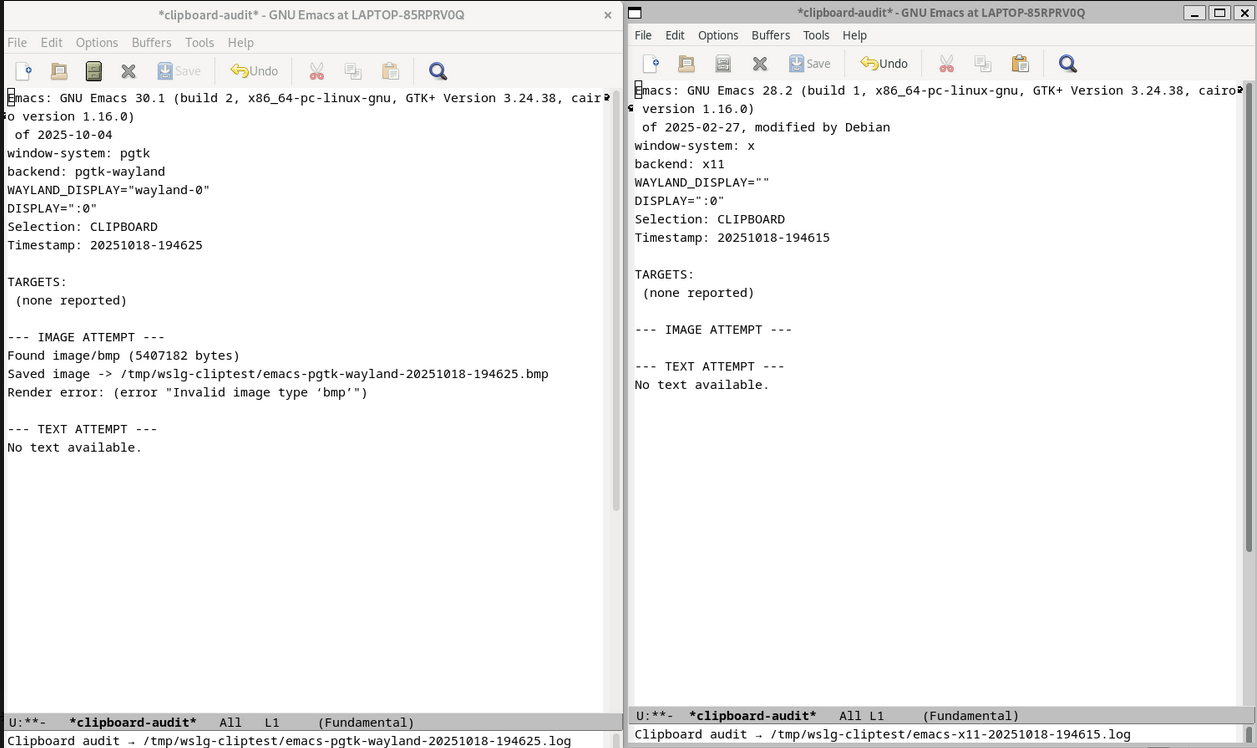 *clipboard-audit* - GNU Emacs at LAPTOP-85RPRV0Q
File Edit Options Buffers Tools Help
Save Undo
Emacs: GNU Emacs 30.1 (build 2, x86_64-pc-linux-gnu, GTK+ Version 3.24.38, cair
o version 1.16.0)
 of 2025-10-04
window-system: pgtk
backend: pgtk-wayland
WAYLAND_DISPLAY="wayland-0"
DISPLAY=":0"
Selection: CLIPBOARD
Timestamp: 20251018-194625
TARGETS:
 (none reported)
--- IMAGE ATTEMPT ---
Found image/bmp (5407182 bytes)
Saved image -> /tmp/wslg-cliptest/emacs-pgtk-wayland-20251018-194625.bmp
Render error: (error "Invalid image type ‘bmp’")
--- TEXT ATTEMPT ---
No text available.
U:**- *clipboard-audit* All L1 (Fundamental)
Clipboard audit → /tmp/wslg-cliptest/emacs-pgtk-wayland-20251018-194625.log
*clipboard-audit* - GNU Emacs at LAPTOP-85RPRV0Q
File Edit Options Buffers Tools Help
Save Undo
Emacs: GNU Emacs 28.2 (build 1, x86_64-pc-linux-gnu, GTK+ Version 3.24.38, cairo
 version 1.16.0)
 of 2025-02-27, modified by Debian
window-system: x
backend: x11
WAYLAND_DISPLAY=""
DISPLAY=":0"
Selection: CLIPBOARD
Timestamp: 20251018-194615
TARGETS:
 (none reported)
--- IMAGE ATTEMPT ---
--- TEXT ATTEMPT ---
No text available.
U:**- *clipboard-audit* All L1 (Fundamental)
Clipboard audit → /tmp/wslg-cliptest/emacs-x11-20251018-194615.log